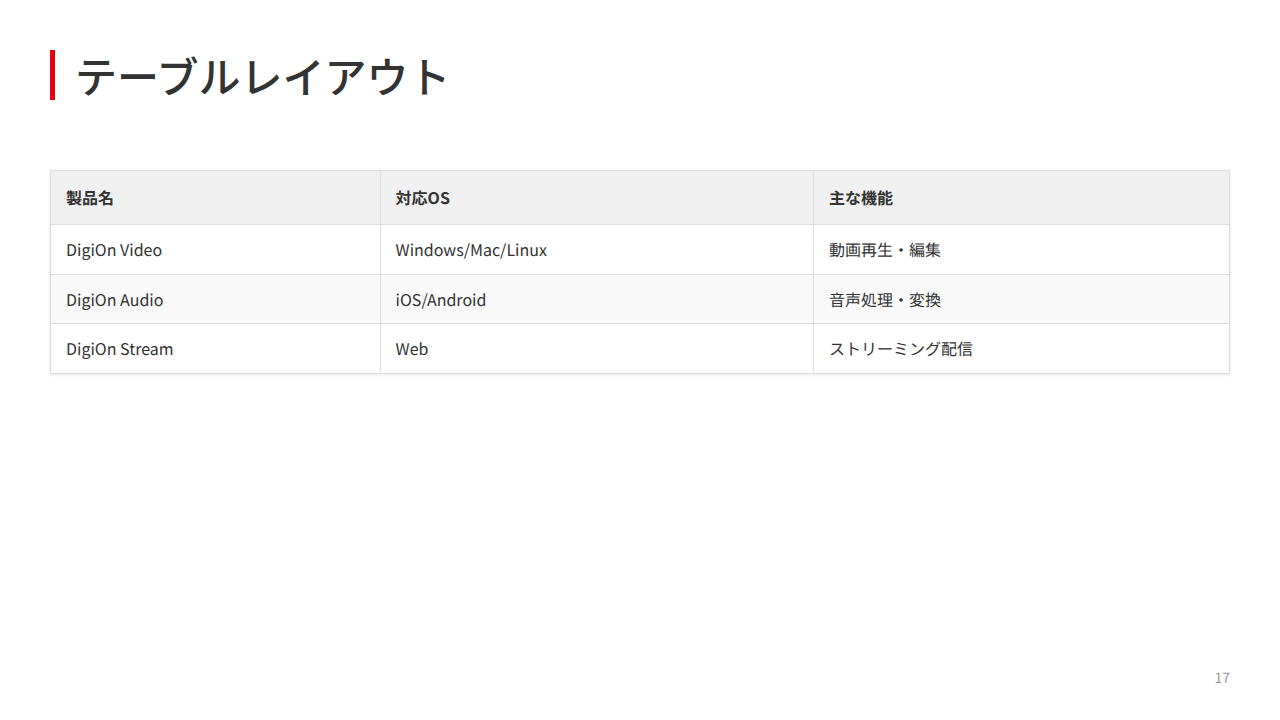 テーブルレイアウト
製品名 対応OS 主な機能
DigiOn Video Windows/Mac/Linux 動画再生・編集
DigiOn Audio iOS/Android 音声処理・変換
DigiOn Stream Web ストリーミング配信
17